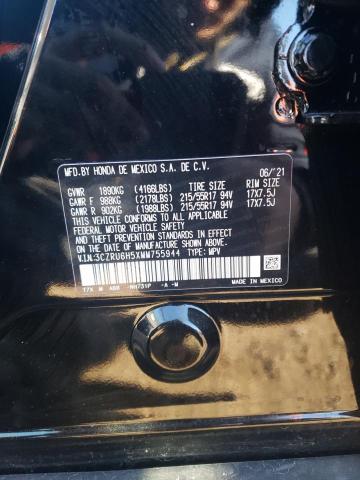 MFD.BY HONDA DE MEXICO S.A. DE C.V. 06/'21
GVWR 1890KG (4166LBS) TIRE SIZE RIM SIZE
GAWR F 988KG (2178LBS) 215/55R17 94V 17X7.5J
GAWR R 902KG (1988LBS) 215/55R17 94V 17X7.5J
THIS VEHICLE CONFORMS TO ALL APPLICABLE
FEDERAL MOTOR VEHICLE SAFETY
AND THEFT PREVENTION STANDARDS IN EFFECT ON
THE DATE OF MANUFACTURE SHOWN ABOVE.
V.I.N:3CZRU6H5XMM755944 TYPE: MPV
T7X M A00 -NH731P -A -M MADE IN MEXICO